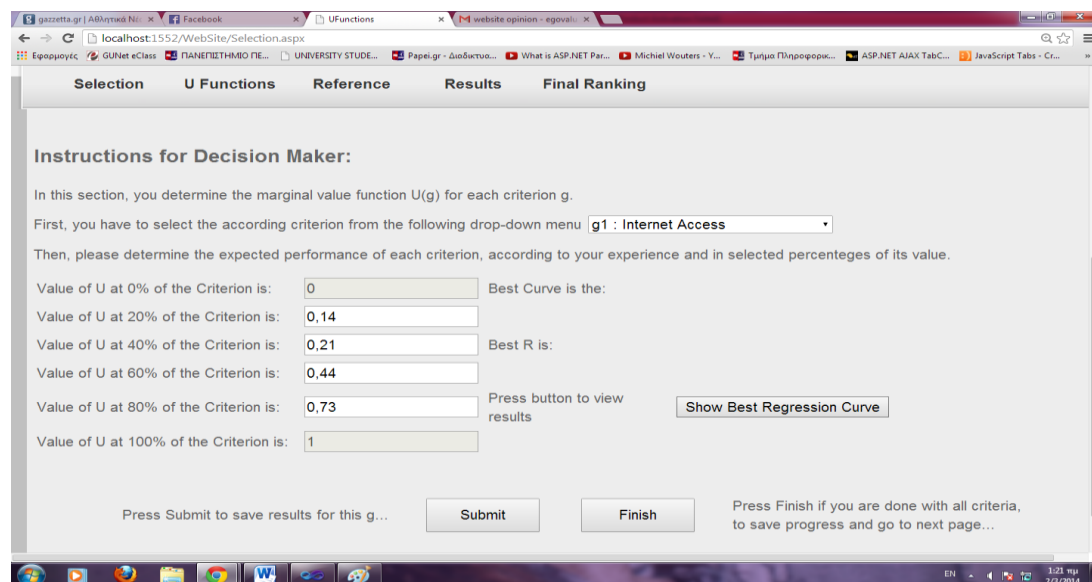 gazzetta.gr | Αθλητικά Νέ
Facebook
UFunctions
website opinion - egovalu
localhost:1552/WebSite/Selection.aspx
Εφαρμογές GUNet eClass ΠΑΝΕΠΙΣΤΗΜΙΟ ΠΕ... UNIVERSITY STUDE... Papei.gr - Διαδικτυο... What is ASP.NET Par... Michiel Wouters - Y... Τμήμα Πληροφορικ... ASP.NET AJAX TabC... JavaScript Tabs - Cr... »
Selection U Functions Reference Results Final Ranking
Instructions for Decision Maker:
In this section, you determine the marginal value function U(g) for each criterion g.
First, you have to select the according criterion from the following drop-down menu g1 : Internet Access
Then, please determine the expected performance of each criterion, according to your experience and in selected percenteges of its value.
Value of U at 0% of the Criterion is: 0 Best Curve is the:
Value of U at 20% of the Criterion is: 0,14
Value of U at 40% of the Criterion is: 0,21 Best R is:
Value of U at 60% of the Criterion is: 0,44
Value of U at 80% of the Criterion is: 0,73 Press button to view
results
Show Best Regression Curve
Value of U at 100% of the Criterion is: 1
Press Submit to save results for this g... Submit Finish Press Finish if you are done with all criteria,
to save progress and go to next page...
EN 1:21 πμ